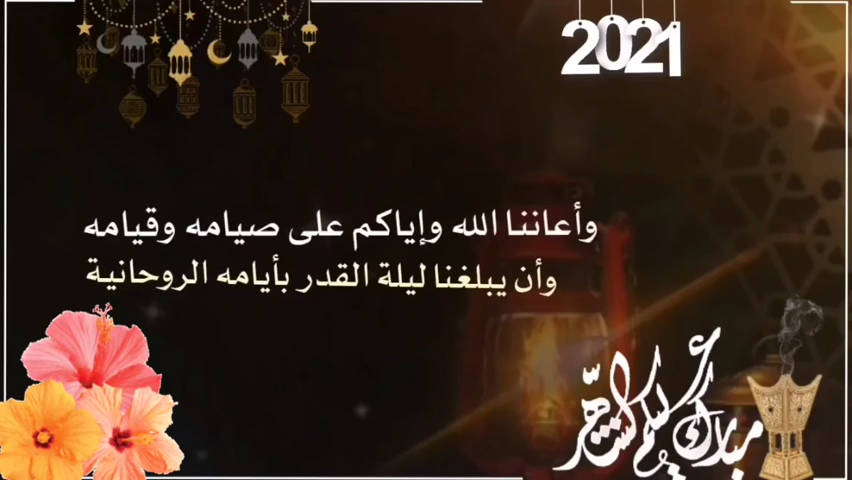 2021
وأعاننا الله وإياكم على صيامه وقيامه
وأن يبلغنا ليلة القدر بأيامه الروحانية
مبارك عليكم الشهر